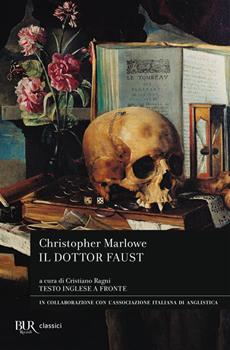 LE TOMBEAU
Christopher Marlowe
IL DOTTOR FAUST
a cura di Cristiano Ragni
TESTO INGLESE A FRONTE
IN COLLABORAZIONE CON L'ASSOCIAZIONE ITALIANA DI ANGLISTICA
BUR classici
Rizzoli